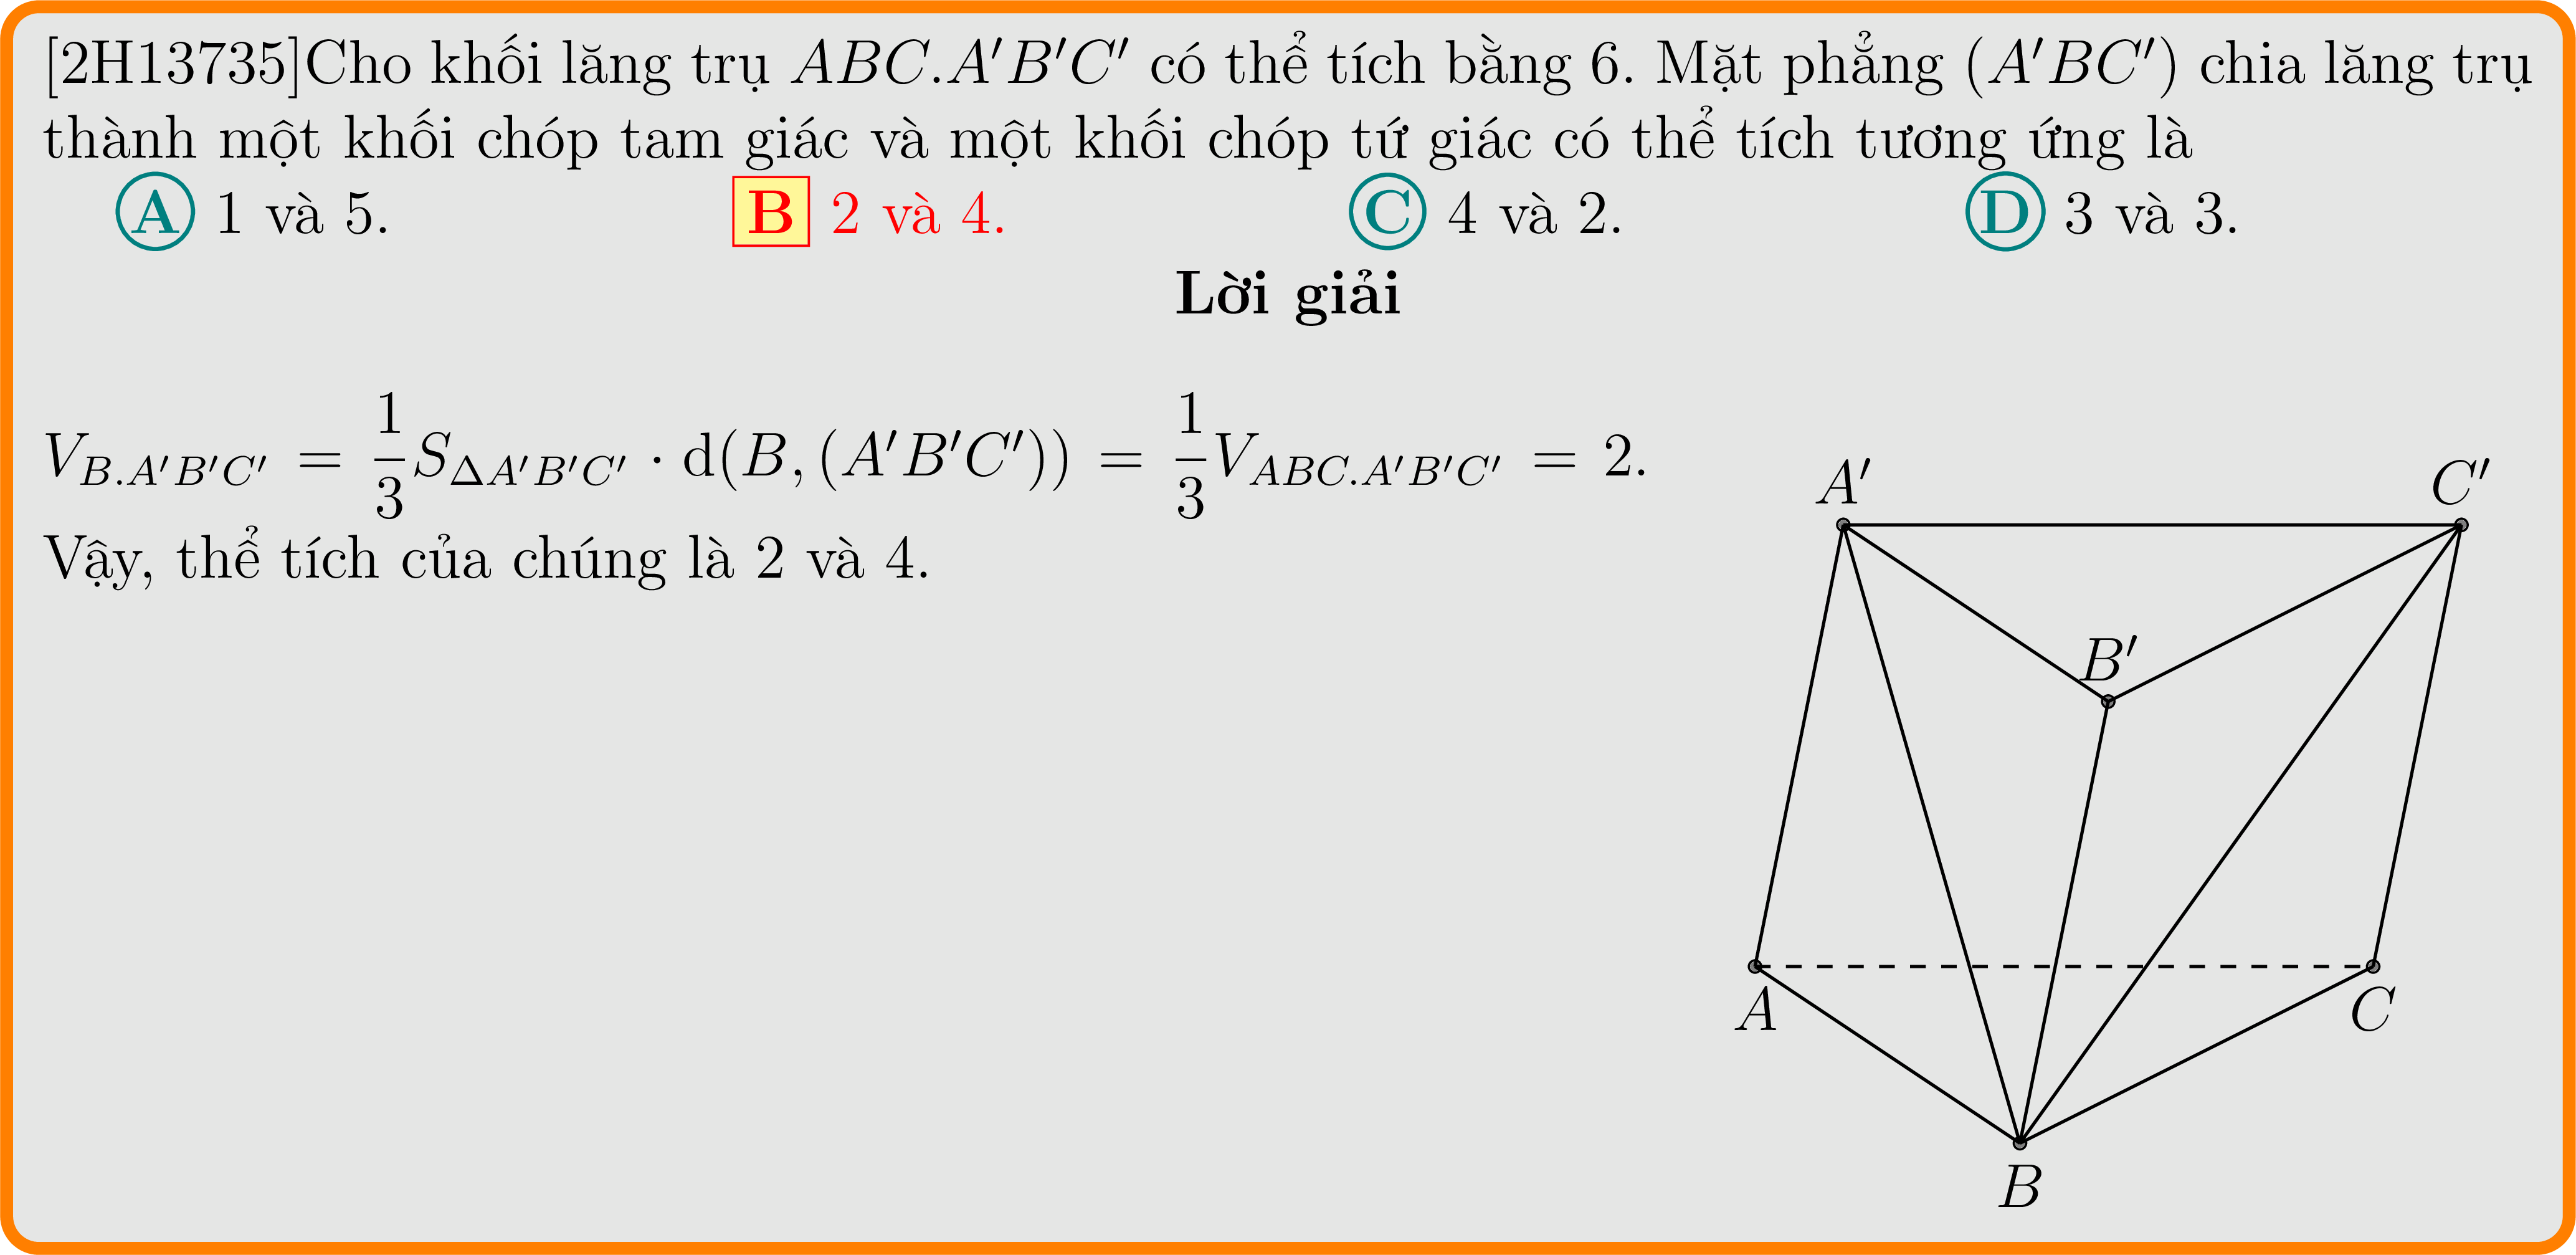 [2H13735]Cho khối lăng trụ ABC.A′B′C′ có thể tích bằng 6. Mặt phẳng (A′BC′) chia lăng trụ
thành một khối chóp tam giác và một khối chóp tứ giác có thể tích tương ứng là
A 1 và 5. B 2 và 4. C 4 và 2. D 3 và 3.
Lời giải
V_{B.A′B′C′} = \frac{1}{3}S_{ΔA′B′C′} · d(B, (A′B′C′)) = \frac{1}{3}V_{ABC.A′B′C′} = 2.
Vậy, thể tích của chúng là 2 và 4.
A′
C′
B′
A
C
B